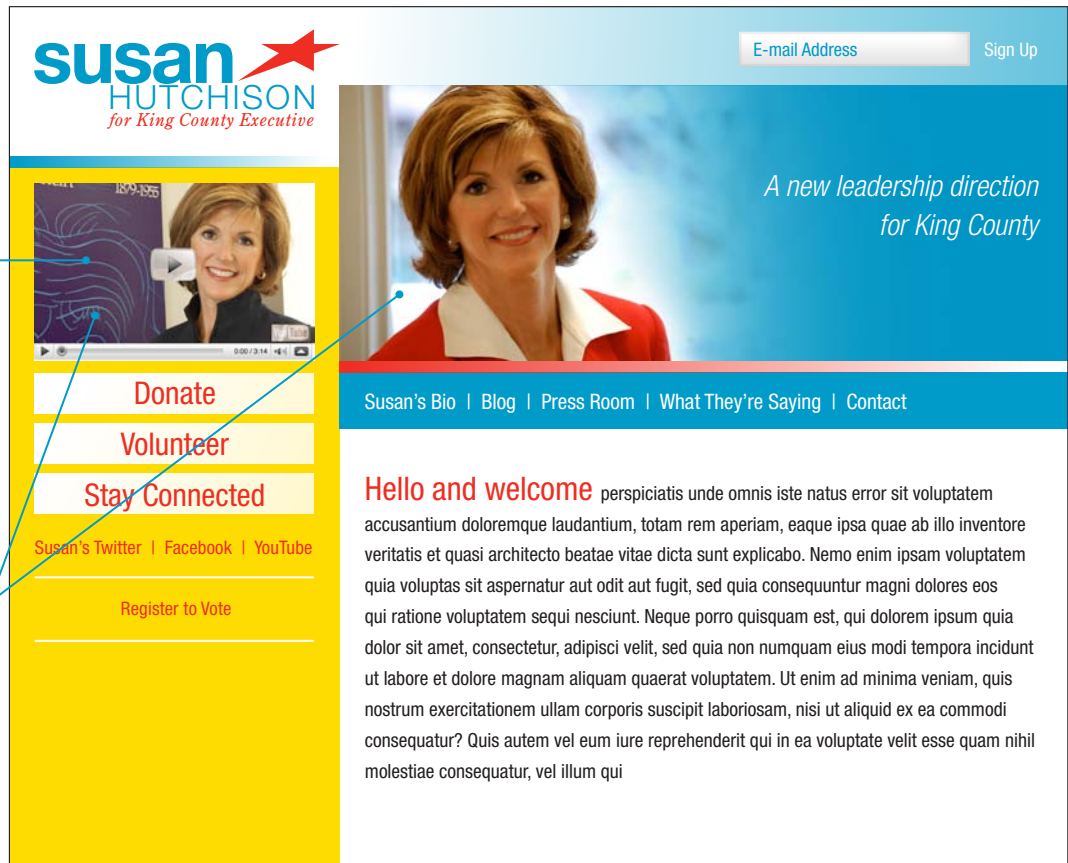 susan
HUTCHISON
for King County Executive
E-mail Address
Sign Up
1879-1955
A new leadership direction
for King County
Tube
0:00 / 3:14
Donate
Volunteer
Stay Connected
Susan's Twitter | Facebook | YouTube
Register to Vote
Susan's Bio | Blog | Press Room | What They're Saying | Contact
Hello and welcome perspiciatis unde omnis iste natus error sit voluptatem
accusantium doloremque laudantium, totam rem aperiam, eaque ipsa quae ab illo inventore
veritatis et quasi architecto beatae vitae dicta sunt explicabo. Nemo enim ipsam voluptatem
quia voluptas sit aspernatur aut odit aut fugit, sed quia consequuntur magni dolores eos
qui ratione voluptatem sequi nesciunt. Neque porro quisquam est, qui dolorem ipsum quia
dolor sit amet, consectetur, adipisci velit, sed quia non numquam eius modi tempora incidunt
ut labore et dolore magnam aliquam quaerat voluptatem. Ut enim ad minima veniam, quis
nostrum exercitationem ullam corporis suscipit laboriosam, nisi ut aliquid ex ea commodi
consequatur? Quis autem vel eum iure reprehenderit qui in ea voluptate velit esse quam nihil
molestiae consequatur, vel illum qui